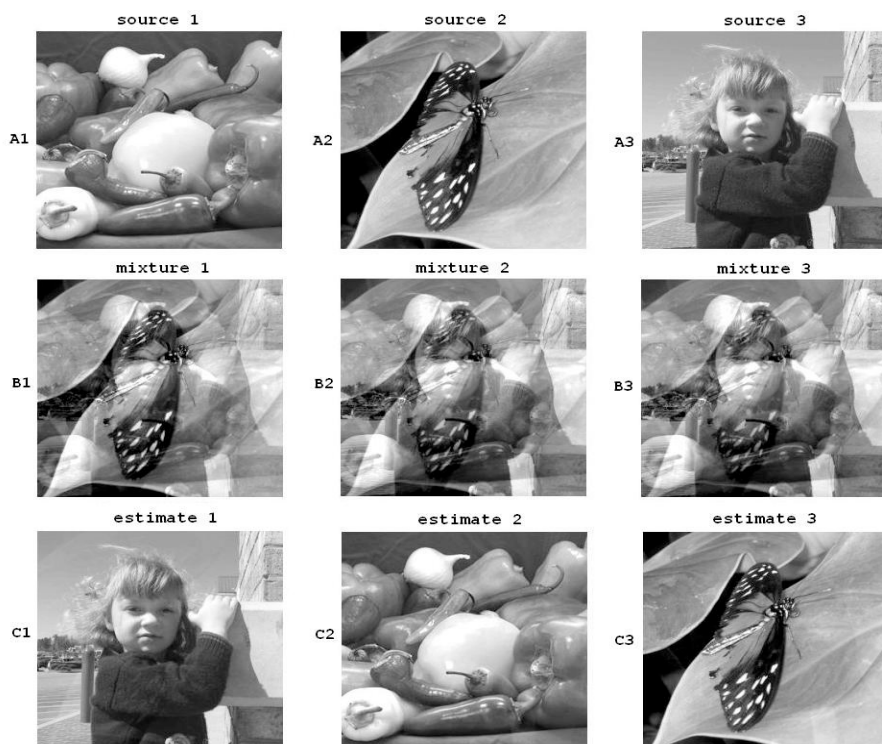 source 1
source 2
source 3
A1
A2
A3
mixture 1
mixture 2
mixture 3
B1
B2
B3
estimate 1
estimate 2
estimate 3
C1
C2
C3